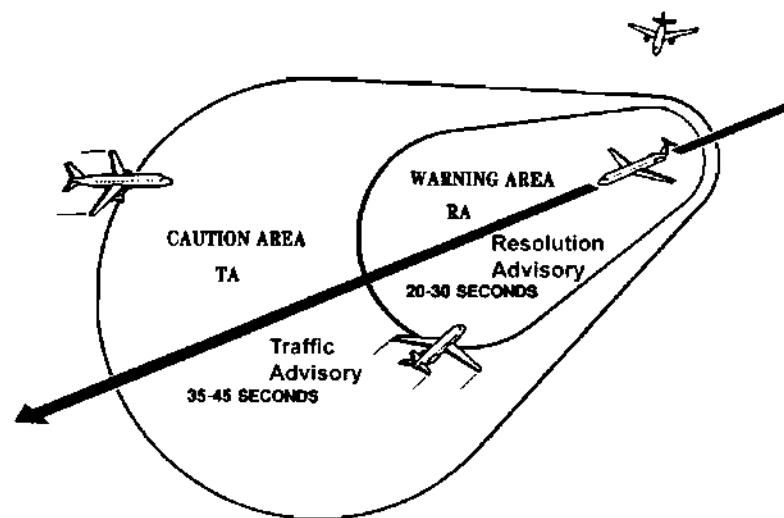 WARNING AREA
RA
CAUTION AREA
TA
Resolution
Advisory
20-30 SECONDS
Traffic
Advisory
35-45 SECONDS